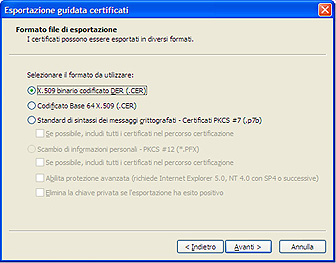 Esportazione guidata certificati
Formato file di esportazione
I certificati possono essere esportati in diversi formati.
Selezionare il formato da utilizzare:
X.509 binario codificato DER (.CER)
Codificato Base 64 X.509 (.CER)
Standard di sintassi dei messaggi crittografati - Certificati PKCS #7 (.p7b)
Se possibile, includi tutti i certificati nel percorso certificazione
Scambio di informazioni personali - PKCS #12 (*.PFX)
Se possibile, includi tutti i certificati nel percorso certificazione
Abilita protezione avanzata (richiede Internet Explorer 5.0, NT 4.0 con SP4 o successive)
Elimina la chiave privata se l'esportazione ha esito positivo
< Indietro
Avanti >
Annulla